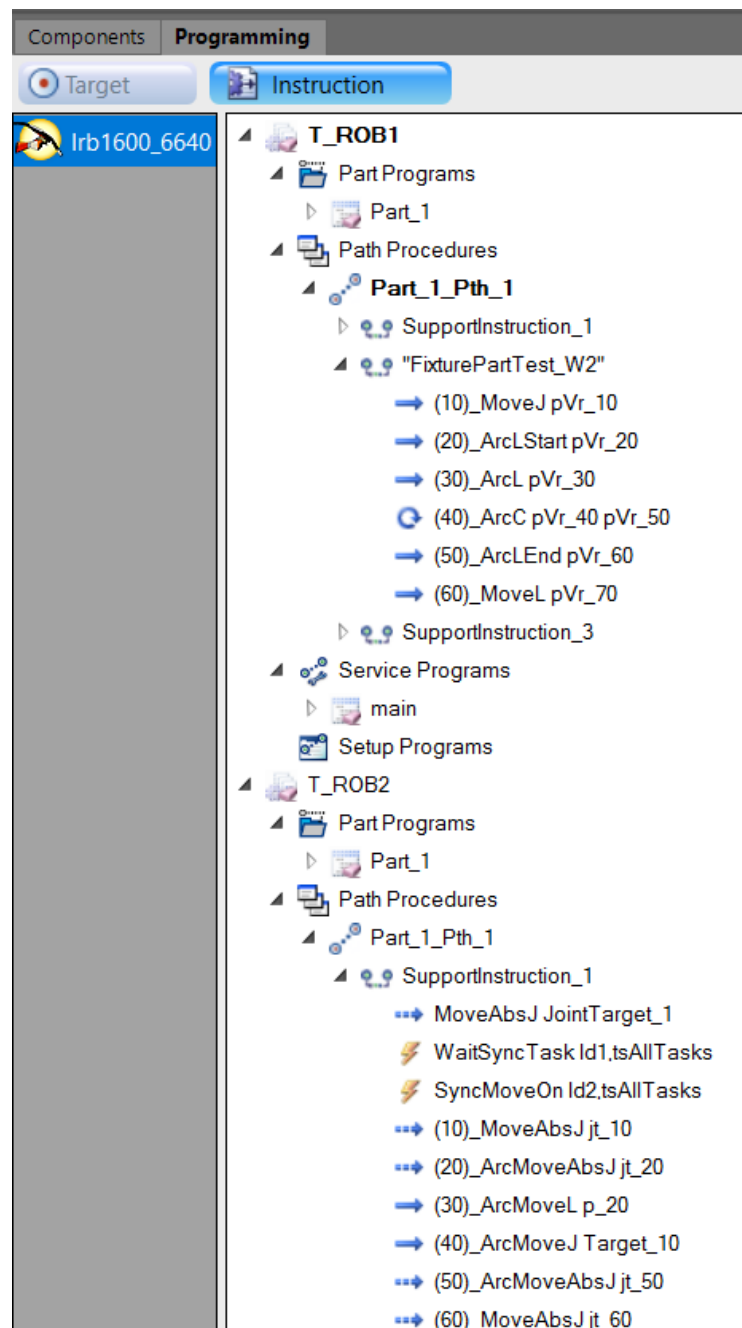 Components Programming
Target Instruction
Irb1600_6640
T_ROB1
Part Programs
Part_1
Path Procedures
Part_1_Pth_1
SupportInstruction_1
"FixturePartTest_W2"
(10)_MoveJ pVr_10
(20)_ArcLStart pVr_20
(30)_ArcL pVr_30
(40)_ArcC pVr_40 pVr_50
(50)_ArcLEnd pVr_60
(60)_MoveL pVr_70
SupportInstruction_3
Service Programs
main
Setup Programs
T_ROB2
Part Programs
Part_1
Path Procedures
Part_1_Pth_1
SupportInstruction_1
MoveAbsJ JointTarget_1
WaitSyncTask Id1,tsAllTasks
SyncMoveOn Id2,tsAllTasks
(10)_MoveAbsJ jt_10
(20)_ArcMoveAbsJ jt_20
(30)_ArcMoveL p_20
(40)_ArcMoveJ Target_10
(50)_ArcMoveAbsJ jt_50
(60)_MoveAbsJ jt_60